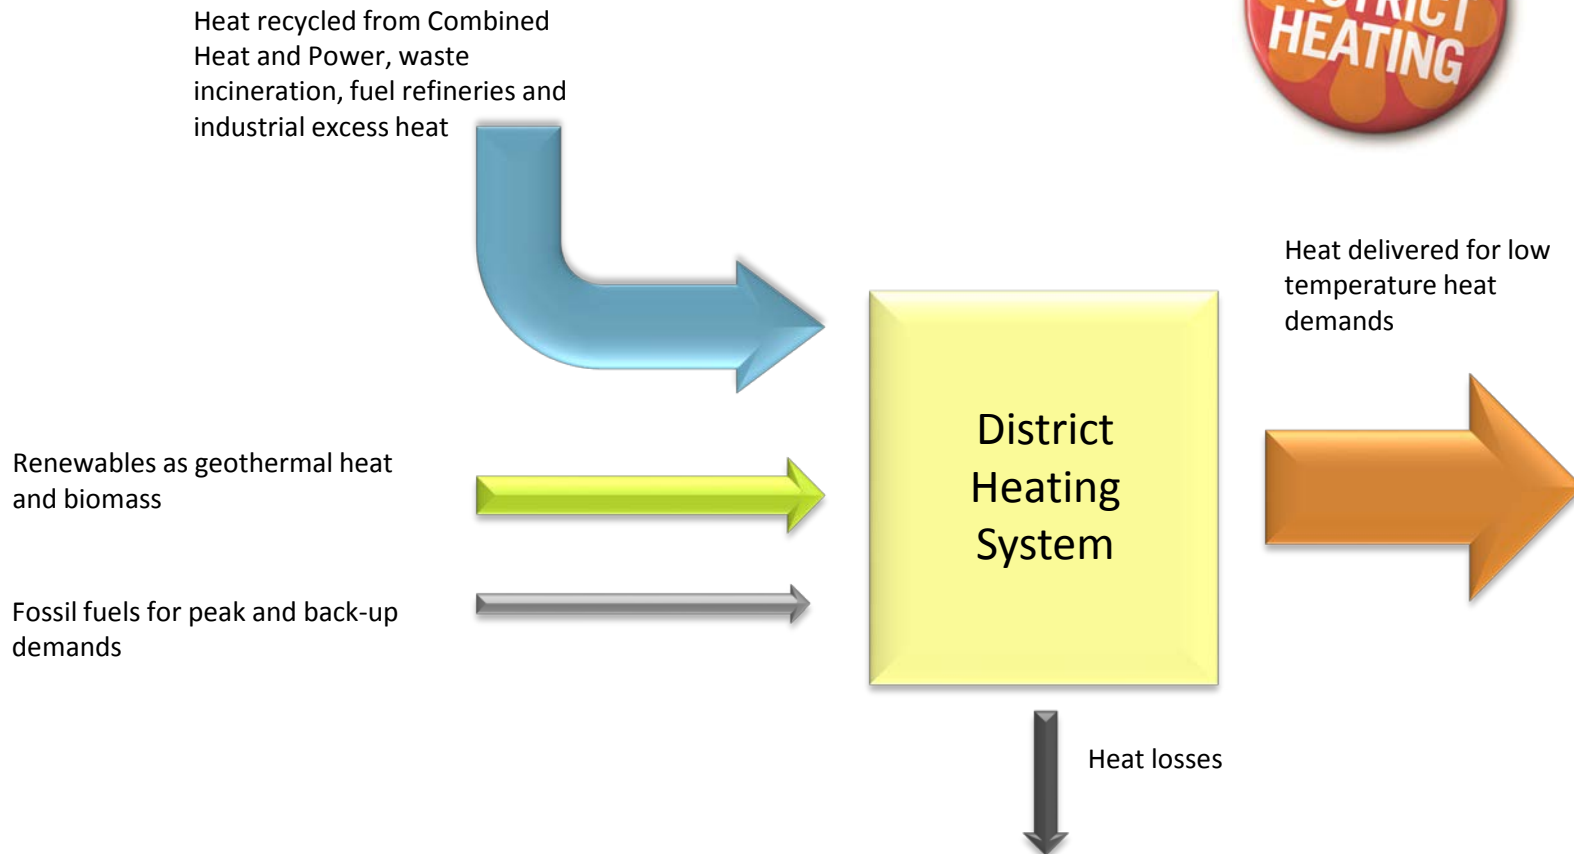 Heat recycled from Combined
Heat and Power, waste
incineration, fuel refineries and
industrial excess heat
HEATING
Heat delivered for low
temperature heat
demands
District
Heating
System
Renewables as geothermal heat
and biomass
Fossil fuels for peak and back-up
demands
Heat losses